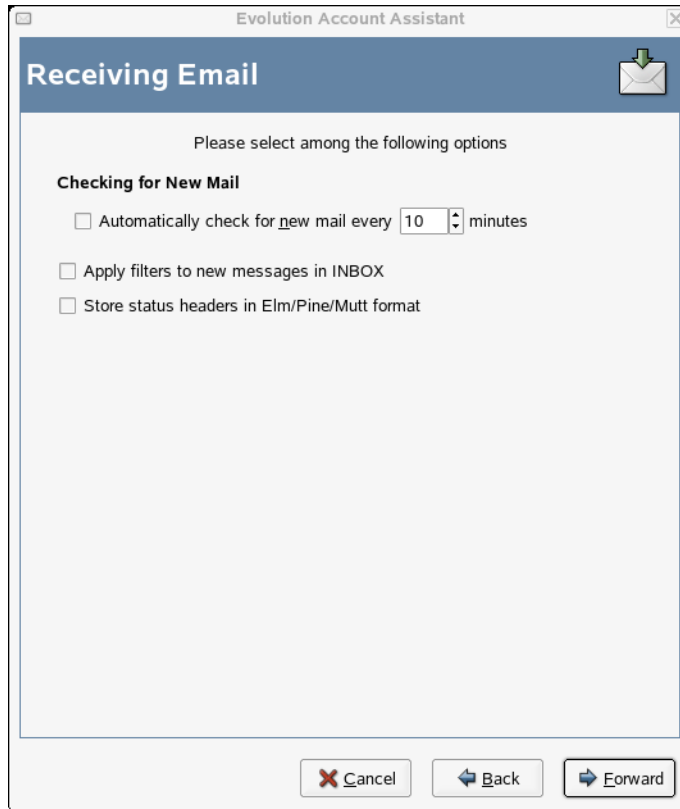 Evolution Account Assistant
Receiving Email
Please select among the following options
Checking for New Mail
Automatically check for new mail every 10 minutes
Apply filters to new messages in INBOX
Store status headers in Elm/Pine/Mutt format
Cancel Back Forward